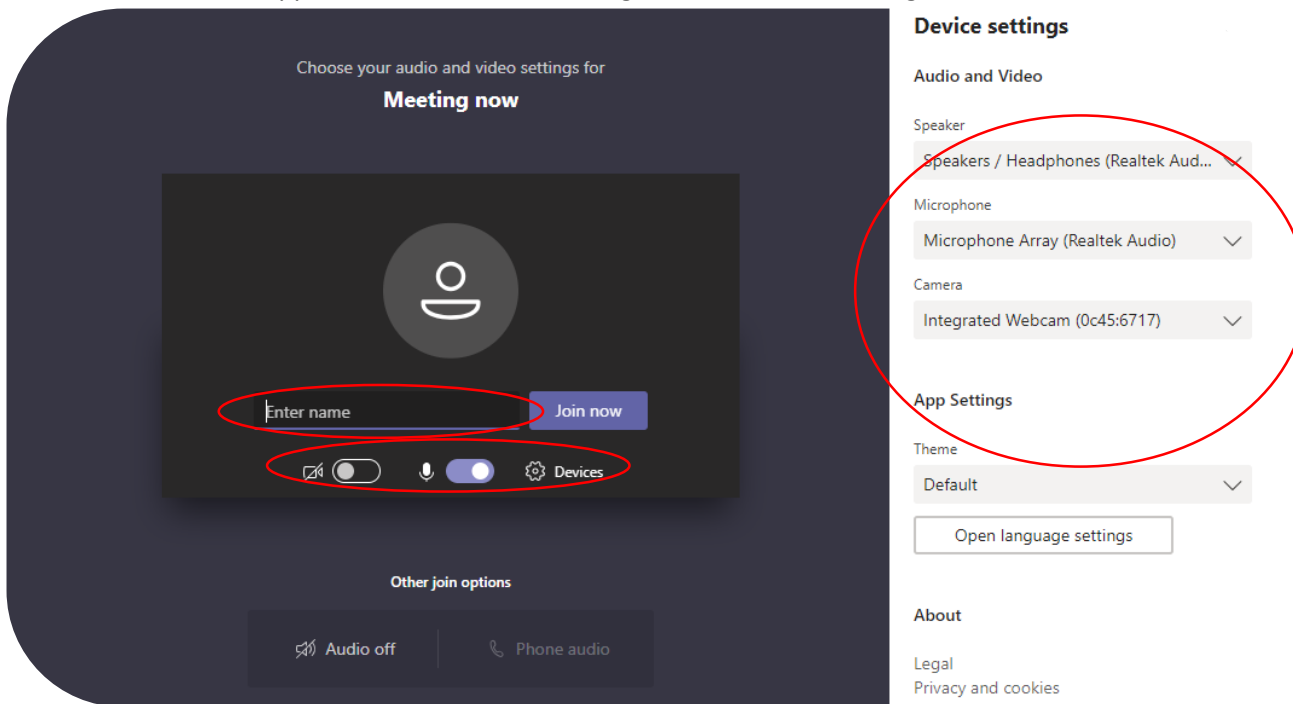 Choose your audio and video settings for
Meeting now
Enter name
Join now
Devices
Other join options
Audio off
Phone audio
Device settings
Audio and Video
Speaker
Speakers / Headphones (Realtek Aud...
Microphone
Microphone Array (Realtek Audio)
Camera
Integrated Webcam (0c45:6717)
App Settings
Theme
Default
Open language settings
About
Legal
Privacy and cookies